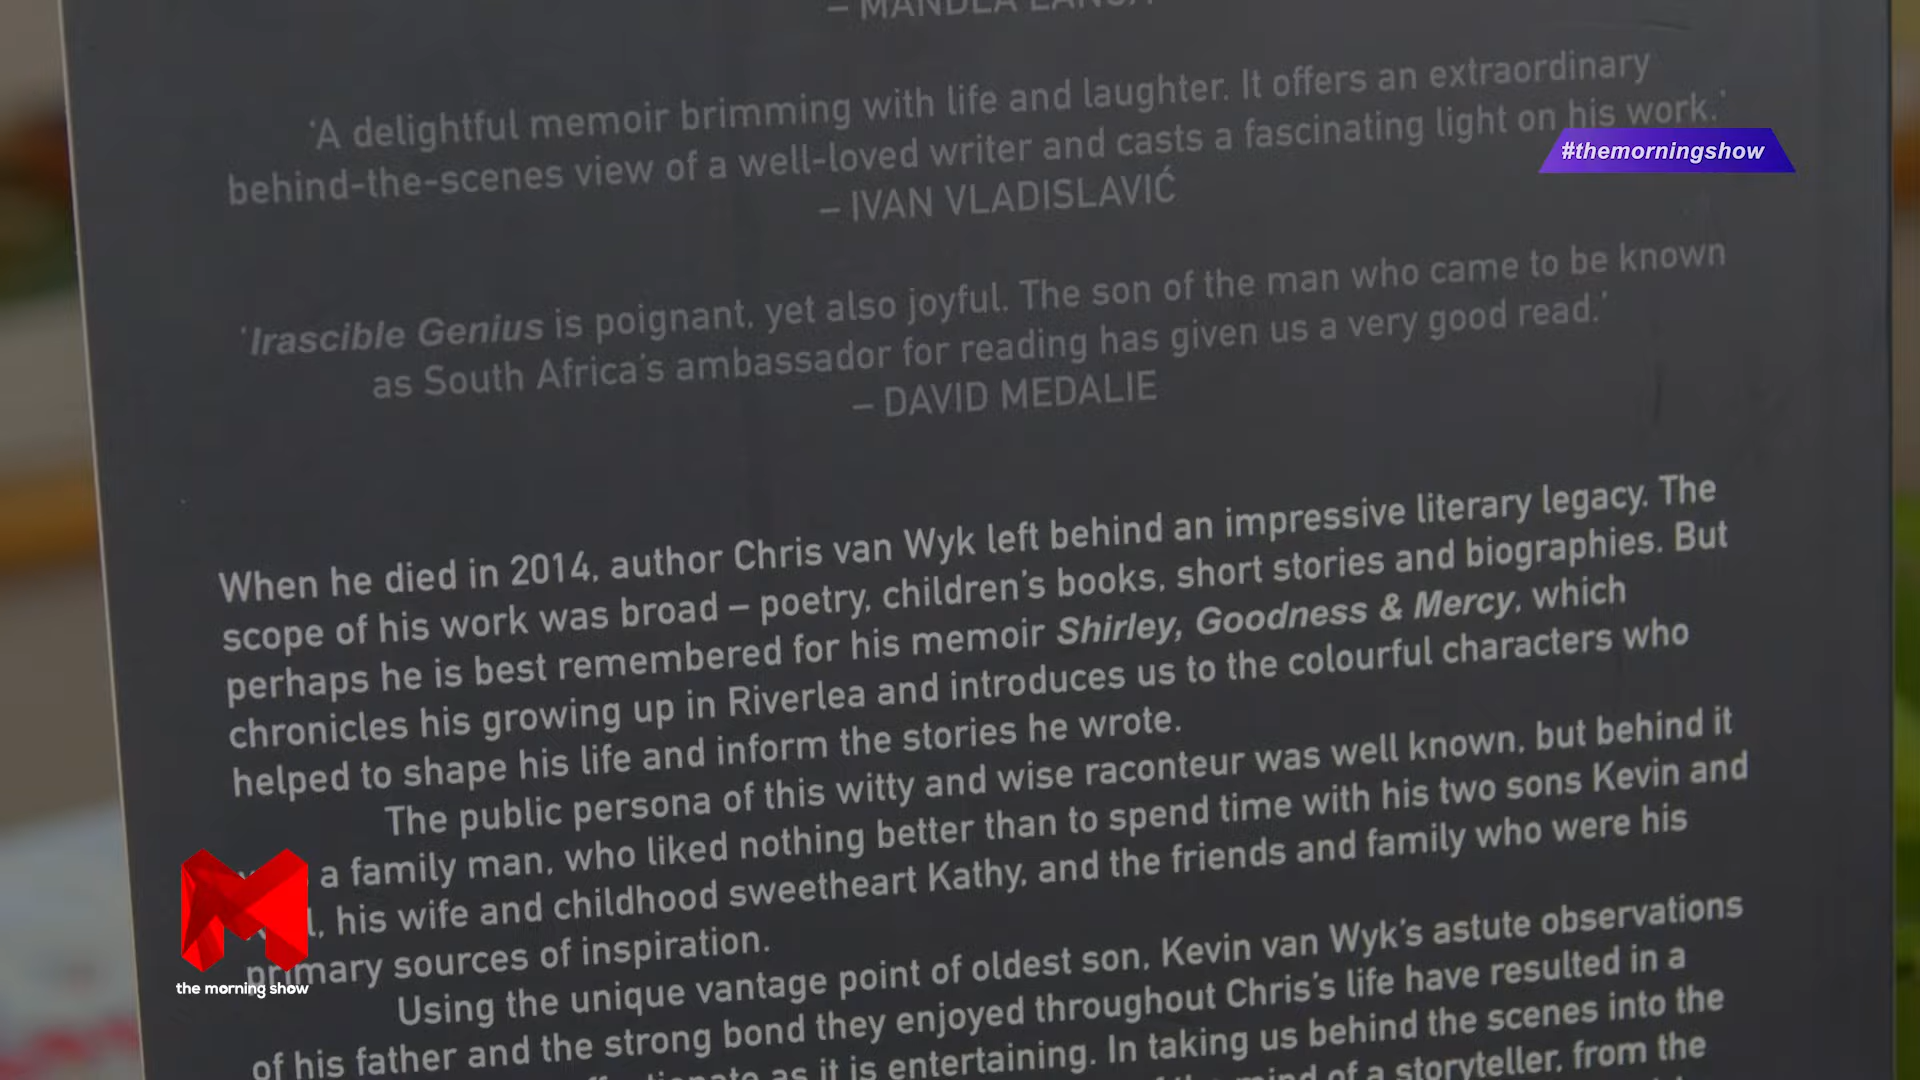 – MANDLA LANGA
‘A delightful memoir brimming with life and laughter. It offers an extraordinary
behind-the-scenes view of a well-loved writer and casts a fascinating light on his work.’
#themorningshow
– IVAN VLADISLAVIĆ
‘Irascible Genius is poignant, yet also joyful. The son of the man who came to be known
as South Africa’s ambassador for reading has given us a very good read.’
– DAVID MEDALIE
When he died in 2014, author Chris van Wyk left behind an impressive literary legacy. The
scope of his work was broad – poetry, children’s books, short stories and biographies. But
perhaps he is best remembered for his memoir Shirley, Goodness & Mercy, which
chronicles his growing up in Riverlea and introduces us to the colourful characters who
helped to shape his life and inform the stories he wrote.
The public persona of this witty and wise raconteur was well known, but behind it
a family man, who liked nothing better than to spend time with his two sons Kevin and
his wife and childhood sweetheart Kathy, and the friends and family who were his
primary sources of inspiration.
the morning show
Using the unique vantage point of oldest son, Kevin van Wyk’s astute observations
of his father and the strong bond they enjoyed throughout Chris’s life have resulted in a
as it is entertaining. In taking us behind the scenes into the
mind of a storyteller, from the